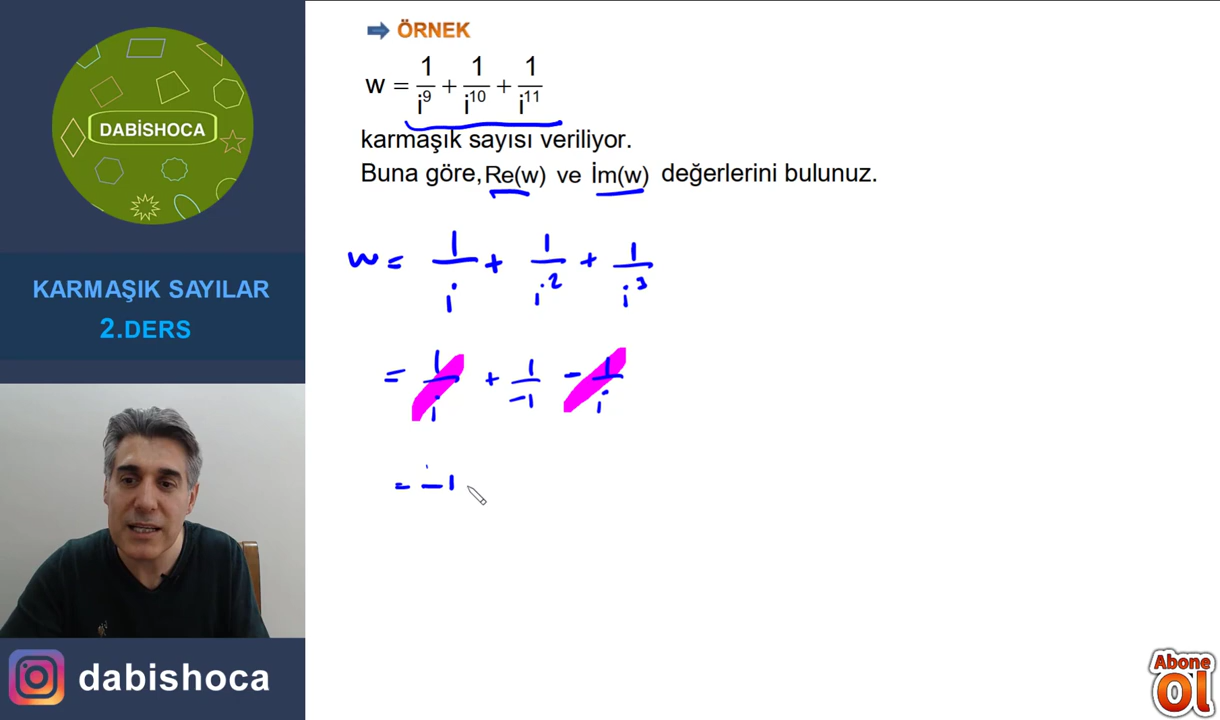 DABİSHOCA
KARMAŞIK SAYILAR
2.DERS
dabishoca
ÖRNEK
w = 1/i⁹ + 1/i¹⁰ + 1/i¹¹
karmaşık sayısı veriliyor.
Buna göre, Re(w) ve İm(w) değerlerini bulunuz.
w = 1/i + 1/i² + 1/i³
= 1/i + 1/-1 - 1/i
= -1
Abone
ol